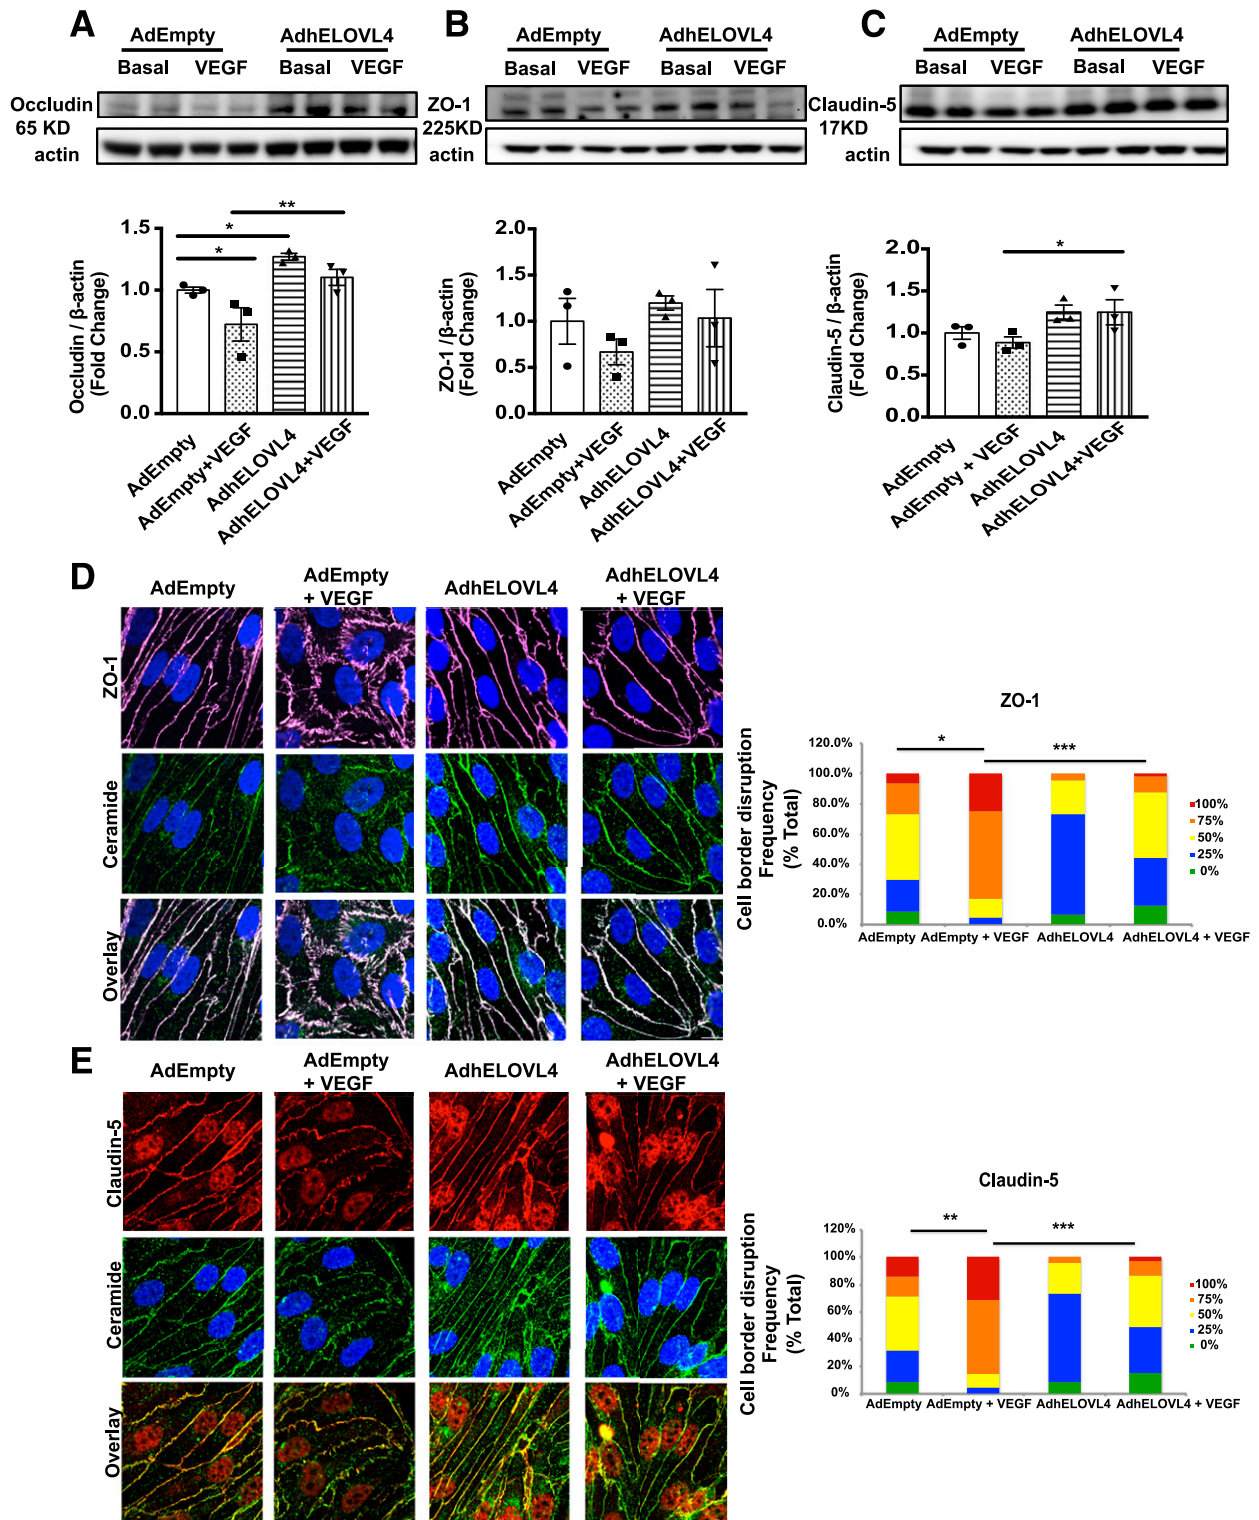 A
AdEmpty AdhELOVL4
Basal VEGF Basal VEGF
Occludin
65 KD
actin
Occludin / β-actin
(Fold Change)
1.5
1.0
0.5
0.0
*
*
**
AdEmpty
AdEmpty+VEGF
AdhELOVL4
AdhELOVL4+VEGF
B
AdEmpty AdhELOVL4
Basal VEGF Basal VEGF
ZO-1
225KD
actin
ZO-1 /β-actin
(Fold Change)
2.0
1.5
1.0
0.5
0.0
AdEmpty
AdEmpty+VEGF
AdhELOVL4
AdhELOVL4+VEGF
C
AdEmpty AdhELOVL4
Basal VEGF Basal VEGF
Claudin-5
17KD
actin
Claudin-5 / β-actin
(Fold Change)
2.0
1.5
1.0
0.5
0.0
*
AdEmpty
AdEmpty + VEGF
AdhELOVL4
AdhELOVL4+VEGF
D
AdEmpty
AdEmpty
+ VEGF
AdhELOVL4
AdhELOVL4
+ VEGF
ZO-1
Ceramide
Overlay
ZO-1
Cell border disruption
Frequency
(% Total)
120.0%
100.0%
80.0%
60.0%
40.0%
20.0%
0.0%
*
***
100%
75%
50%
25%
0%
AdEmpty AdEmpty + VEGF AdhELOVL4 AdhELOVL4 + VEGF
E
AdEmpty
AdEmpty
+ VEGF
AdhELOVL4
AdhELOVL4
+ VEGF
Claudin-5
Ceramide
Overlay
Claudin-5
Cell border disruption
Frequency
(% Total)
120%
100%
80%
60%
40%
20%
0%
**
***
100%
75%
50%
25%
0%
AdEmpty AdEmpty + VEGF AdhELOVL4 AdhELOVL4 + VEGF